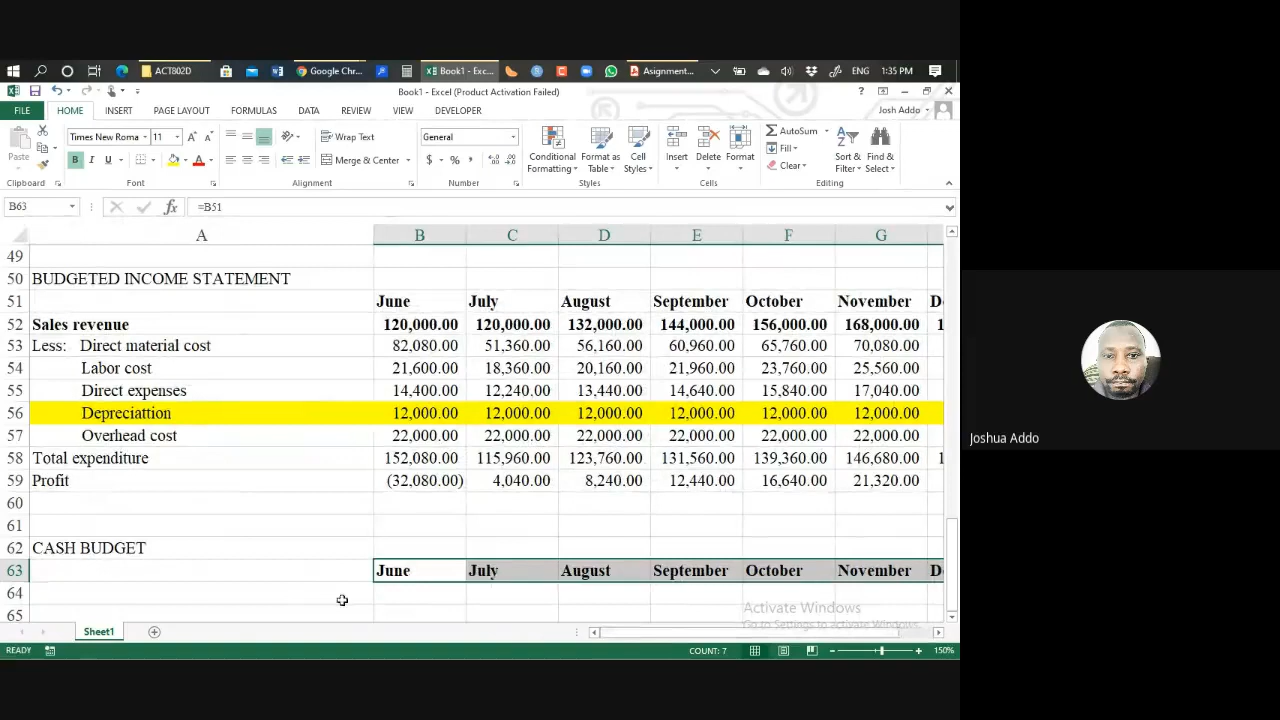 ACT802D Google Chr... Book1 - Exc... Asignment... ENG 1:35 PM
Book1 - Excel (Product Activation Failed)
FILE HOME INSERT PAGE LAYOUT FORMULAS DATA REVIEW VIEW DEVELOPER Josh Addo
Times New Roma 11 Wrap Text General AutoSum
Paste Merge & Center Conditional Formatting Format as Table Cell Styles Insert Delete Format Fill Clear Sort & Filter Find & Select
Clipboard Font Alignment Number Styles Cells Editing
B63 =B51
A B C D E F G
49
50 BUDGETED INCOME STATEMENT
51 June July August September October November D
52 Sales revenue 120,000.00 120,000.00 132,000.00 144,000.00 156,000.00 168,000.00 1
53 Less: Direct material cost 82,080.00 51,360.00 56,160.00 60,960.00 65,760.00 70,080.00
54 Labor cost 21,600.00 18,360.00 20,160.00 21,960.00 23,760.00 25,560.00
55 Direct expenses 14,400.00 12,240.00 13,440.00 14,640.00 15,840.00 17,040.00
56 Depreciattion 12,000.00 12,000.00 12,000.00 12,000.00 12,000.00 12,000.00
57 Overhead cost 22,000.00 22,000.00 22,000.00 22,000.00 22,000.00 22,000.00
58 Total expenditure 152,080.00 115,960.00 123,760.00 131,560.00 139,360.00 146,680.00 1
59 Profit (32,080.00) 4,040.00 8,240.00 12,440.00 16,640.00 21,320.00
60
61
62 CASH BUDGET
63 June July August September October November D
64
65
Activate Windows
Go to Settings to activate Windows.
Sheet1
READY COUNT: 7 150%
Joshua Addo